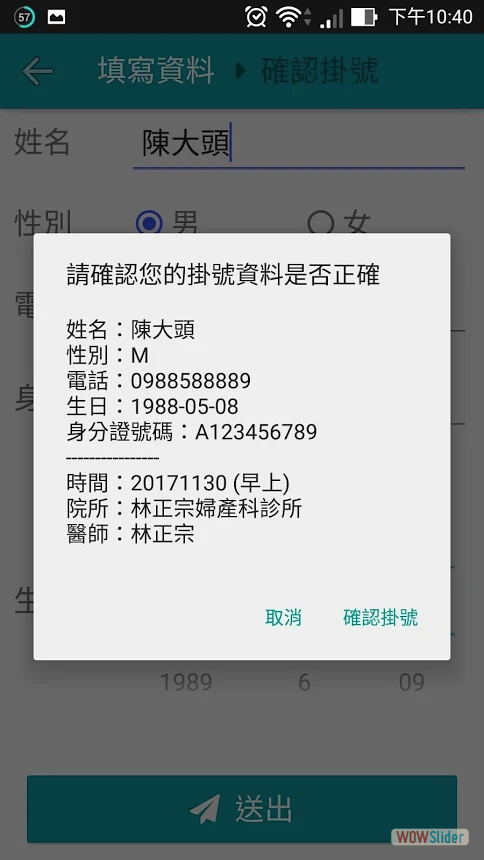 57
下午10:40
填寫資料 確認掛號
姓名 陳大頭
性別 男 女
請確認您的掛號資料是否正確
姓名：陳大頭
性別：M
電話：0988588889
生日：1988-05-08
身分證號碼：A123456789
----------------
時間：20171130 (早上)
院所：林正宗婦產科診所
醫師：林正宗
取消 確認掛號
1989 6 09
送出
WOWSlider